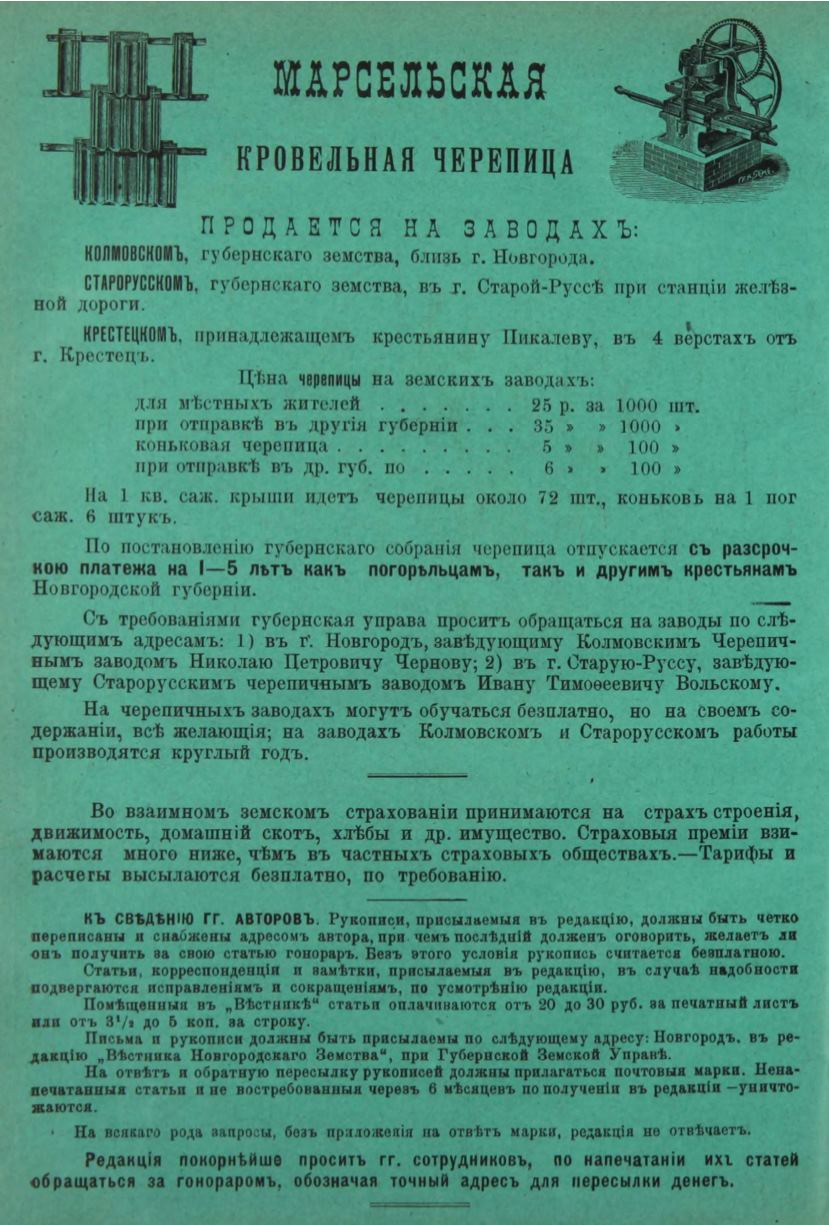 МАРСЕЛЬСКАЯ
КРОВЕЛЬНАЯ ЧЕРЕПИЦА
ПРОДАЕТСЯ НА ЗАВОДАХЪ:
КОЛМОВСКОМЪ, губернскаго земства, близь г. Новгорода.
СТАРОРУССКОМЪ, губернскаго земства, въ г. Старой-Руссѣ при станціи желѣз-
ной дороги.
КРЕСТЕЦКОМЪ, принадлежащемъ крестьянину Пикалеву, въ 4 верстахъ отъ
г. Крестецъ.
Цѣна черепицы на земскихъ заводахъ:
для мѣстныхъ жителей . . . . . . . 25 р. за 1000 шт.
при отправкѣ въ другія губерніи . . . 35 » » 1000 »
коньковая черепица . . . . . . . . . 5 » » 100 »
при отправкѣ въ др. губ. по . . . . . 6 » » 100 »
На 1 кв. саж. крыши идетъ черепицы около 72 шт., коньковъ на 1 пог
саж. 6 штукъ.
По постановленію губернскаго собранія черепица отпускается съ разсроч-
кою платежа на 1—5 лѣтъ какъ погорѣльцамъ, такъ и другимъ крестьянамъ
Новгородской губерніи.
Съ требованіями губернская управа проситъ обращаться на заводы по слѣ-
дующимъ адресамъ: 1) въ г. Новгородъ, завѣдующему Колмовскимъ Черепич-
нымъ заводомъ Николаю Петровичу Чернову; 2) въ г. Старую-Руссу, завѣдую-
щему Старорусскимъ черепичнымъ заводомъ Ивану Тимоѳеевичу Вольскому.
На черепичныхъ заводахъ могутъ обучаться безплатно, но на своемъ со-
держаніи, всѣ желающія; на заводахъ Колмовскомъ и Старорусскомъ работы
производятся круглый годъ.
Во взаимномъ земскомъ страхованіи принимаются на страхъ строенія,
движимость, домашній скотъ, хлѣбы и др. имущество. Страховыя преміи взи-
маются много ниже, чѣмъ въ частныхъ страховыхъ обществахъ.—Тарифы и
расчеты высылаются безплатно, по требованію.
КЪ СВѢДѢНІЮ ГГ. АВТОРОВЪ. Рукописи, присылаемыя въ редакцію, должны быть четко
переписаны и снабжены адресомъ автора, при чемъ послѣдній долженъ оговорить, желаетъ ли
онъ получить за свою статью гонораръ. Безъ этого условія рукопись считается безплатною.
Статьи, корреспонденціи и замѣтки, присылаемыя въ редакцію, въ случаѣ надобности
подвергаются исправленіямъ и сокращеніямъ, по усмотрѣнію редакціи.
Помѣщенныя въ „Вѣстникѣ“ статьи оплачиваются отъ 20 до 30 руб. за печатный листъ
или отъ 3¹/₂ до 5 коп. за строку.
Письма и рукописи должны быть присылаемы по слѣдующему адресу: Новгородъ. въ ре-
дакцію „Вѣстника Новгородскаго Земства“, при Губернской Земской Управѣ.
На отвѣтъ и обратную пересылку рукописей должны прилагаться почтовыя марки. Нена-
печатанныя статьи и не востребованныя черезъ 6 мѣсяцевъ по полученіи въ редакціи —уничто-
жаются.
На всякаго рода запросы, безъ приложенія на отвѣтъ марки, редакція не отвѣчаетъ.
Редакція покорнѣйше проситъ гг. сотрудниковъ, по напечатаніи ихъ статей
обращаться за гонораромъ, обозначая точный адресъ для пересылки денегъ.